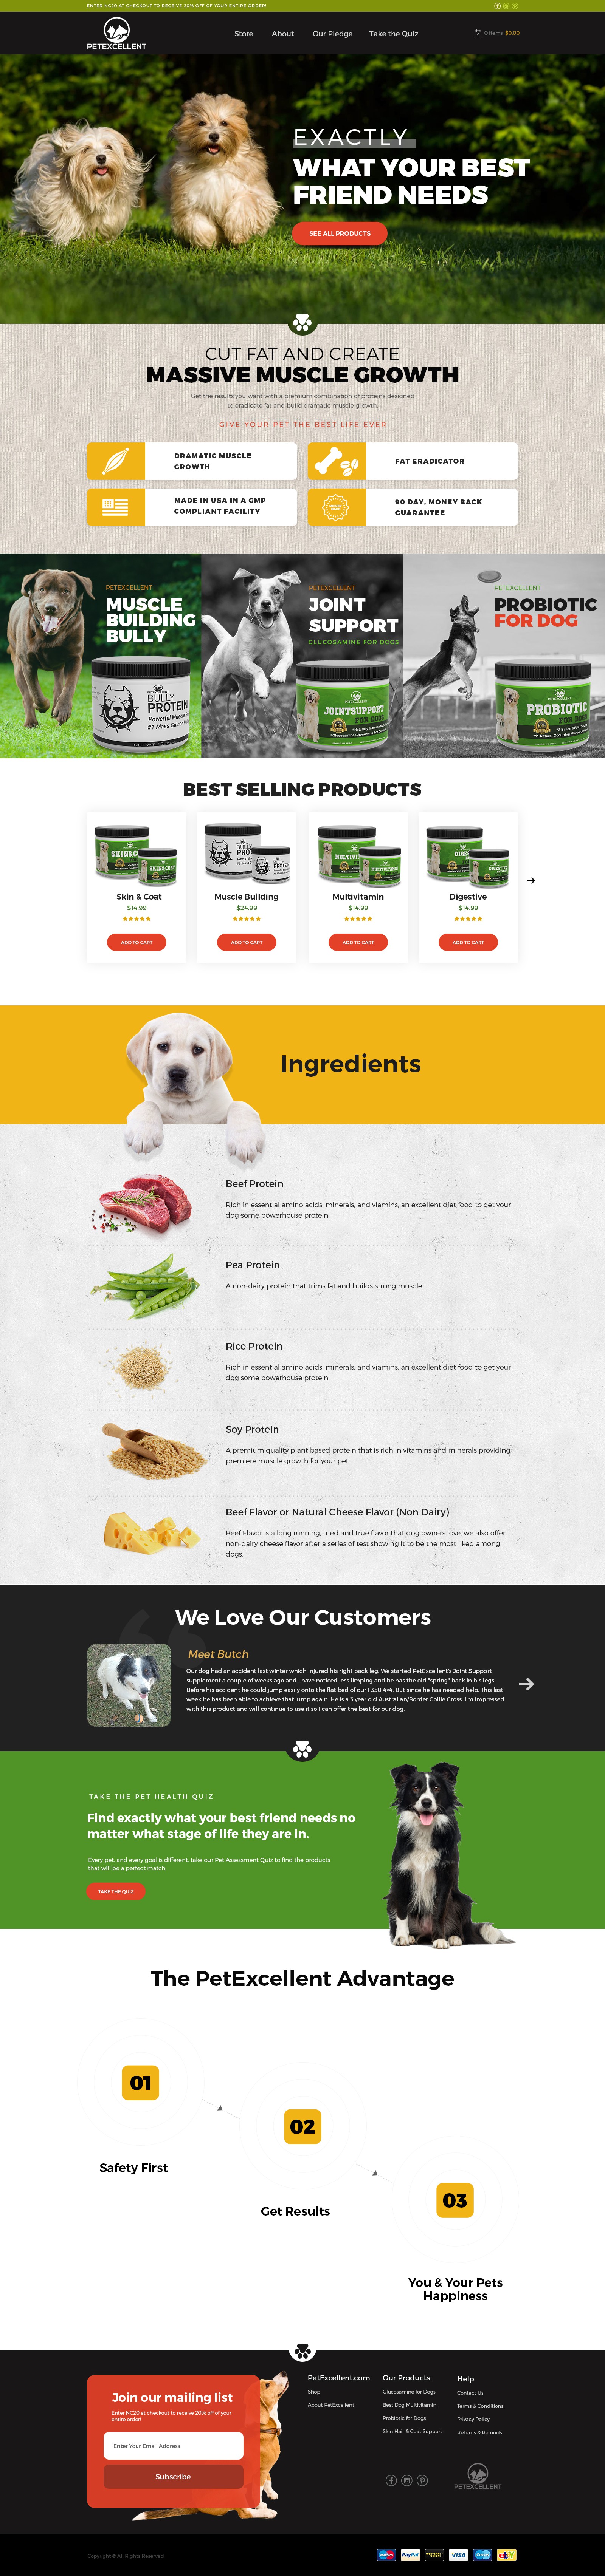 ENTER NC20 AT CHECKOUT TO RECEIVE 20% OFF OF YOUR ENTIRE ORDER!
PETEXCELLENT
Store
About
Our Pledge
Take the Quiz
0 Items $0.00
EXACTLY
WHAT YOUR BEST
FRIEND NEEDS
SEE ALL PRODUCTS
CUT FAT AND CREATE
MASSIVE MUSCLE GROWTH
Get the results you want with a premium combination of proteins designed
to eradicate fat and build dramatic muscle growth.
GIVE YOUR PET THE BEST LIFE EVER
DRAMATIC MUSCLE
GROWTH
FAT ERADICATOR
MADE IN USA IN A GMP
COMPLIANT FACILITY
90 DAY, MONEY BACK
GUARANTEE
PETEXCELLENT
MUSCLE
BUILDING
BULLY
BULLY
PROTEIN
PETEXCELLENT
JOINT
SUPPORT
GLUCOSAMINE FOR DOGS
JOINTSUPPORT
FOR DOGS
PETEXCELLENT
PROBIOTIC
FOR DOG
PROBIOTIC
FOR DOGS
BEST SELLING PRODUCTS
Skin & Coat
$14.99
ADD TO CART
Muscle Building
$24.99
ADD TO CART
Multivitamin
$14.99
ADD TO CART
Digestive
$14.99
ADD TO CART
Ingredients
Beef Protein
Rich in essential amino acids, minerals, and viamins, an excellent diet food to get your
dog some powerhouse protein.
Pea Protein
A non-dairy protein that trims fat and builds strong muscle.
Rice Protein
Rich in essential amino acids, minerals, and viamins, an excellent diet food to get your
dog some powerhouse protein.
Soy Protein
A premium quality plant based protein that is rich in vitamins and minerals providing
premiere muscle growth for your pet.
Beef Flavor or Natural Cheese Flavor (Non Dairy)
Beef Flavor is a long running, tried and true flavor that dog owners love, we also offer
non-dairy cheese flavor after a series of test showing it to be the most liked among
dogs.
We Love Our Customers
Meet Butch
Our dog had an accident last winter which injured his right back leg. We started PetExcellent's Joint Support
supplement a couple of weeks ago and I have noticed less limping and he has the old "spring" back in his legs.
Before his accident he could jump easily onto the flat bed of our F350 4×4. But since he has needed help. This last
week he has been able to achieve that jump again. He is a 3 year old Australian/Border Collie Cross. I'm impressed
with this product and will continue to use it so I can offer the best for our dog.
TAKE THE PET HEALTH QUIZ
Find exactly what your best friend needs no
matter what stage of life they are in.
Every pet, and every goal is different, take our Pet Assessment Quiz to find the products
that will be a perfect match.
TAKE THE QUIZ
The PetExcellent Advantage
01
Safety First
02
Get Results
03
You & Your Pets
Happiness
Join our mailing list
Enter NC20 at checkout to receive 20% off of your
entire order!
Enter Your Email Address
Subscribe
PetExcellent.com
Shop
About PetExcellent
Our Products
Glucosamine for Dogs
Best Dog Multivitamin
Probiotic for Dogs
Skin Hair & Coat Support
Help
Contact Us
Terms & Conditions
Privacy Policy
Returns & Refunds
PETEXCELLENT
Copyright © All Rights Reserved
PayPal
VISA
ebY